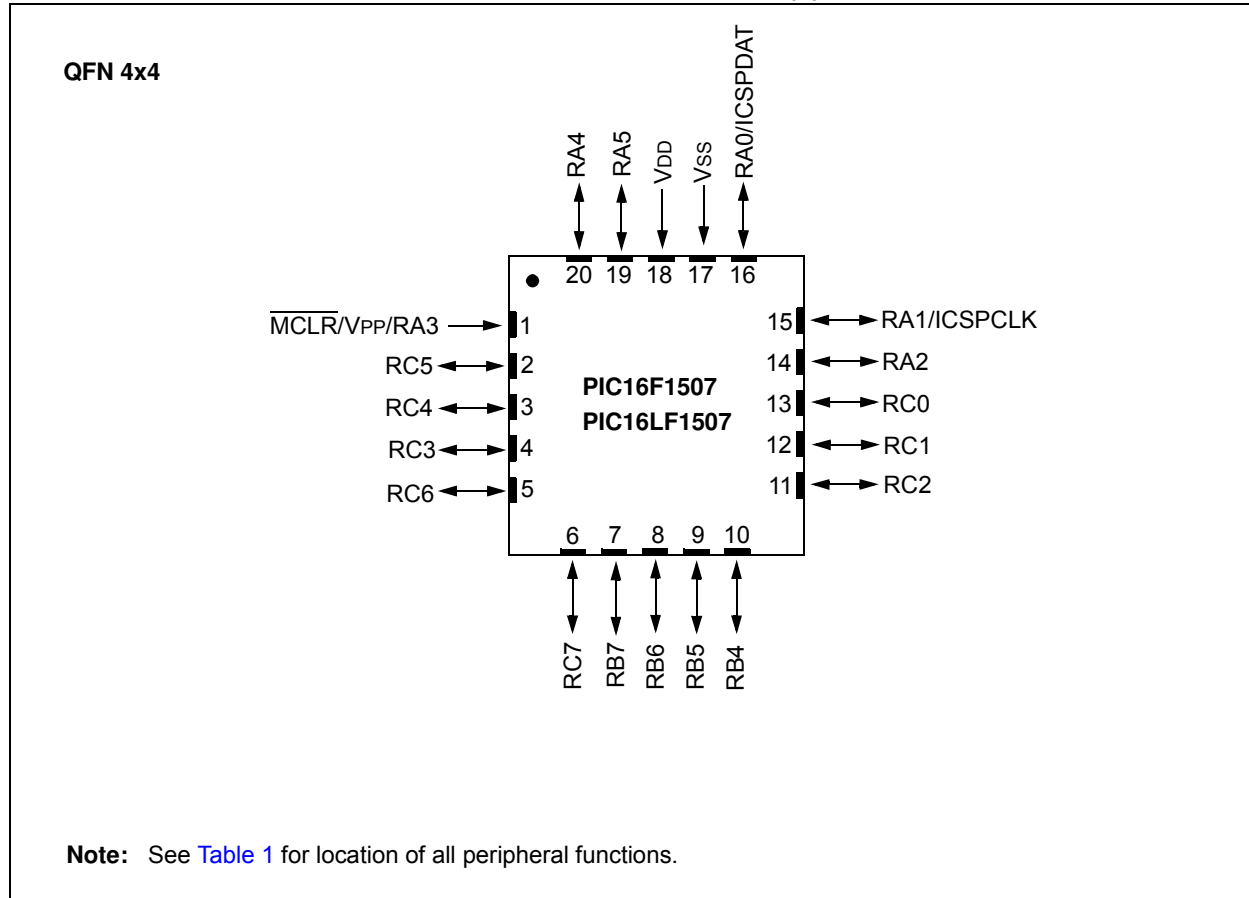 QFN 4x4
RA4
RA5
VDD
VSS
RA0/ICSPDAT
20 19 18 17 16
MCLR/VPP/RA3 1
RC5 2
RC4 3
RC3 4
RC6 5
PIC16F1507
PIC16LF1507
15 RA1/ICSPCLK
14 RA2
13 RC0
12 RC1
11 RC2
6 7 8 9 10
RC7
RB7
RB6
RB5
RB4
Note: See Table 1 for location of all peripheral functions.